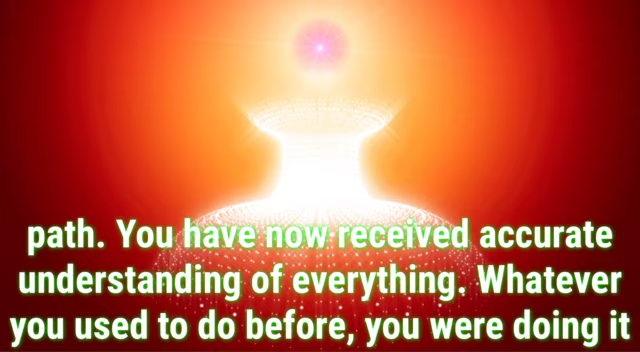 path. You have now received accurate
understanding of everything. Whatever
you used to do before, you were doing it